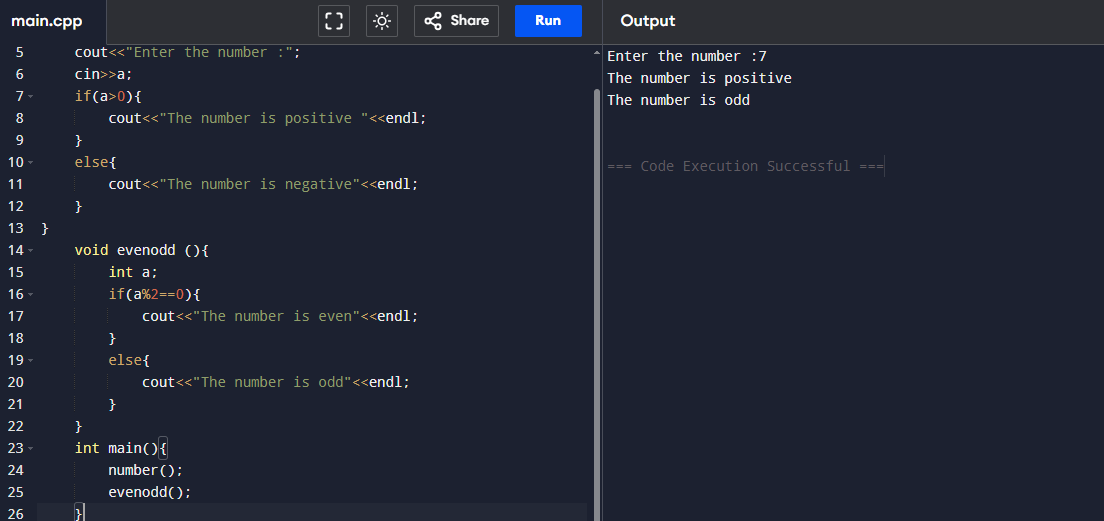 main.cpp Share Run Output
5 cout<<"Enter the number :";
6 cin>>a;
7 if(a>0){
8 cout<<"The number is positive "<<endl;
9 }
10 else{
11 cout<<"The number is negative"<<endl;
12 }
13 }
14 void evenodd (){
15 int a;
16 if(a%2==0){
17 cout<<"The number is even"<<endl;
18 }
19 else{
20 cout<<"The number is odd"<<endl;
21 }
22 }
23 int main(){
24 number();
25 evenodd();
26 }
Enter the number :7
The number is positive
The number is odd
=== Code Execution Successful ===